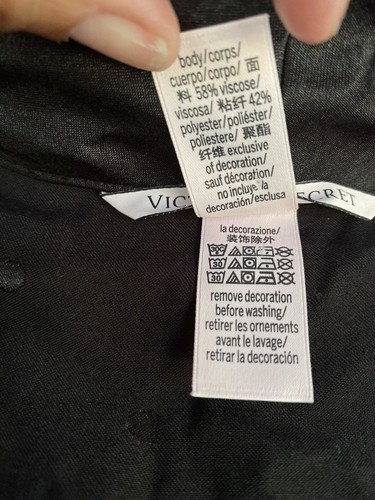 body/corps/
cuerpo/corpo/ 面
料 58% viscose/
viscosa/ 粘纤 42%
polyester/poliéster/
poliestere/ 聚酯
纤维 exclusive
of decoration/
sauf décoration/
no incluye la
decoración/esclusa
la decorazione/
装饰除外
30
30
remove decoration
before washing/
retirer les ornements
avant le lavage/
retirar la decoración